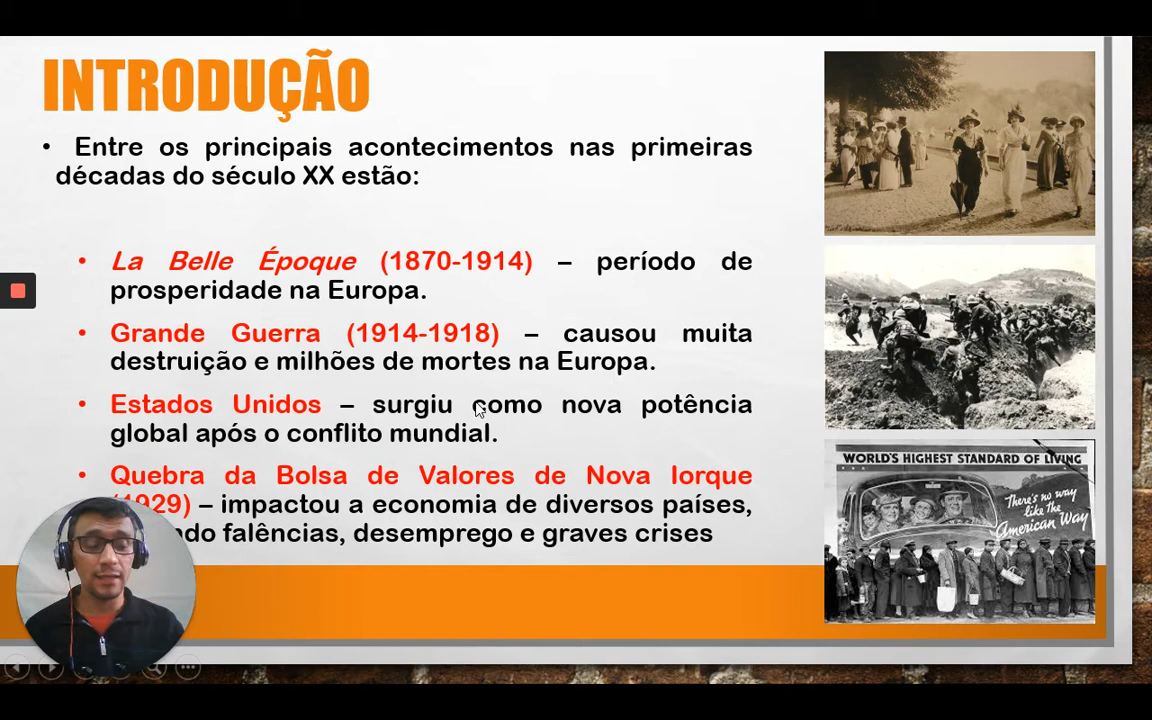 INTRODUÇÃO
• Entre os principais acontecimentos nas primeiras
décadas do século XX estão:
• La Belle Époque (1870-1914) – período de
prosperidade na Europa.
• Grande Guerra (1914-1918) – causou muita
destruição e milhões de mortes na Europa.
• Estados Unidos – surgiu como nova potência
global após o conflito mundial.
• Quebra da Bolsa de Valores de Nova Iorque
(1929) – impactou a economia de diversos países,
falências, desemprego e graves crises
WORLD'S HIGHEST STANDARD OF LIVING
There's no way
like the
American Way